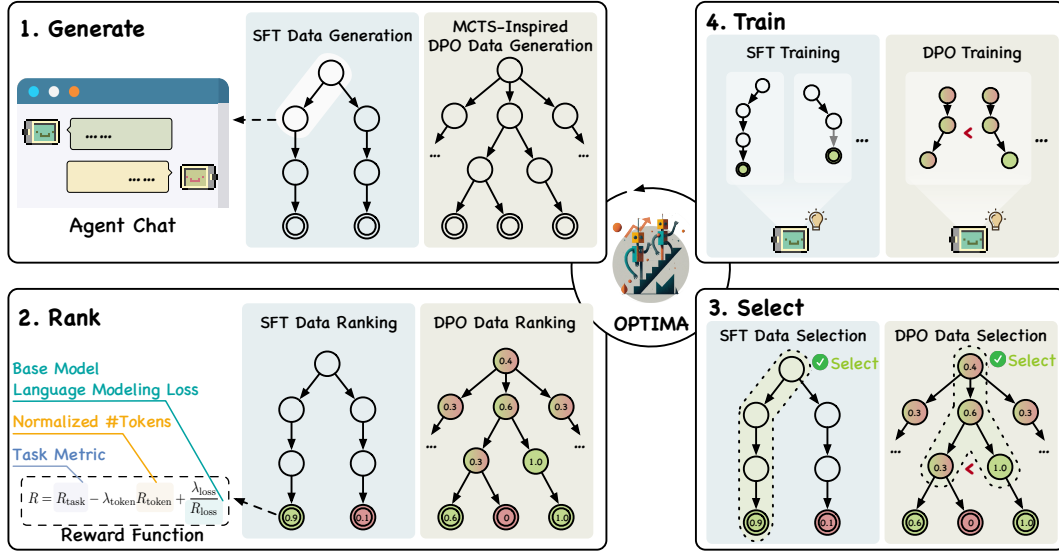 1. Generate
SFT Data Generation
MCTS-Inspired
DPO Data Generation
... ...
... ...
Agent Chat
...
...
2. Rank
SFT Data Ranking
DPO Data Ranking
Base Model
Language Modeling Loss
Normalized #Tokens
Task Metric
R = R_task − λ_token R_token + λ_loss / R_loss
Reward Function
0.9
0.1
0.4
0.3
0.6
0.3
...
...
0.3
1.0
0.6
0
1.0
OPTIMA
3. Select
SFT Data Selection
Select
0.9
0.1
DPO Data Selection
Select
0.4
0.3
0.6
0.3
...
...
0.3
<
1.0
0.6
0
1.0
4. Train
SFT Training
...
DPO Training
<
...